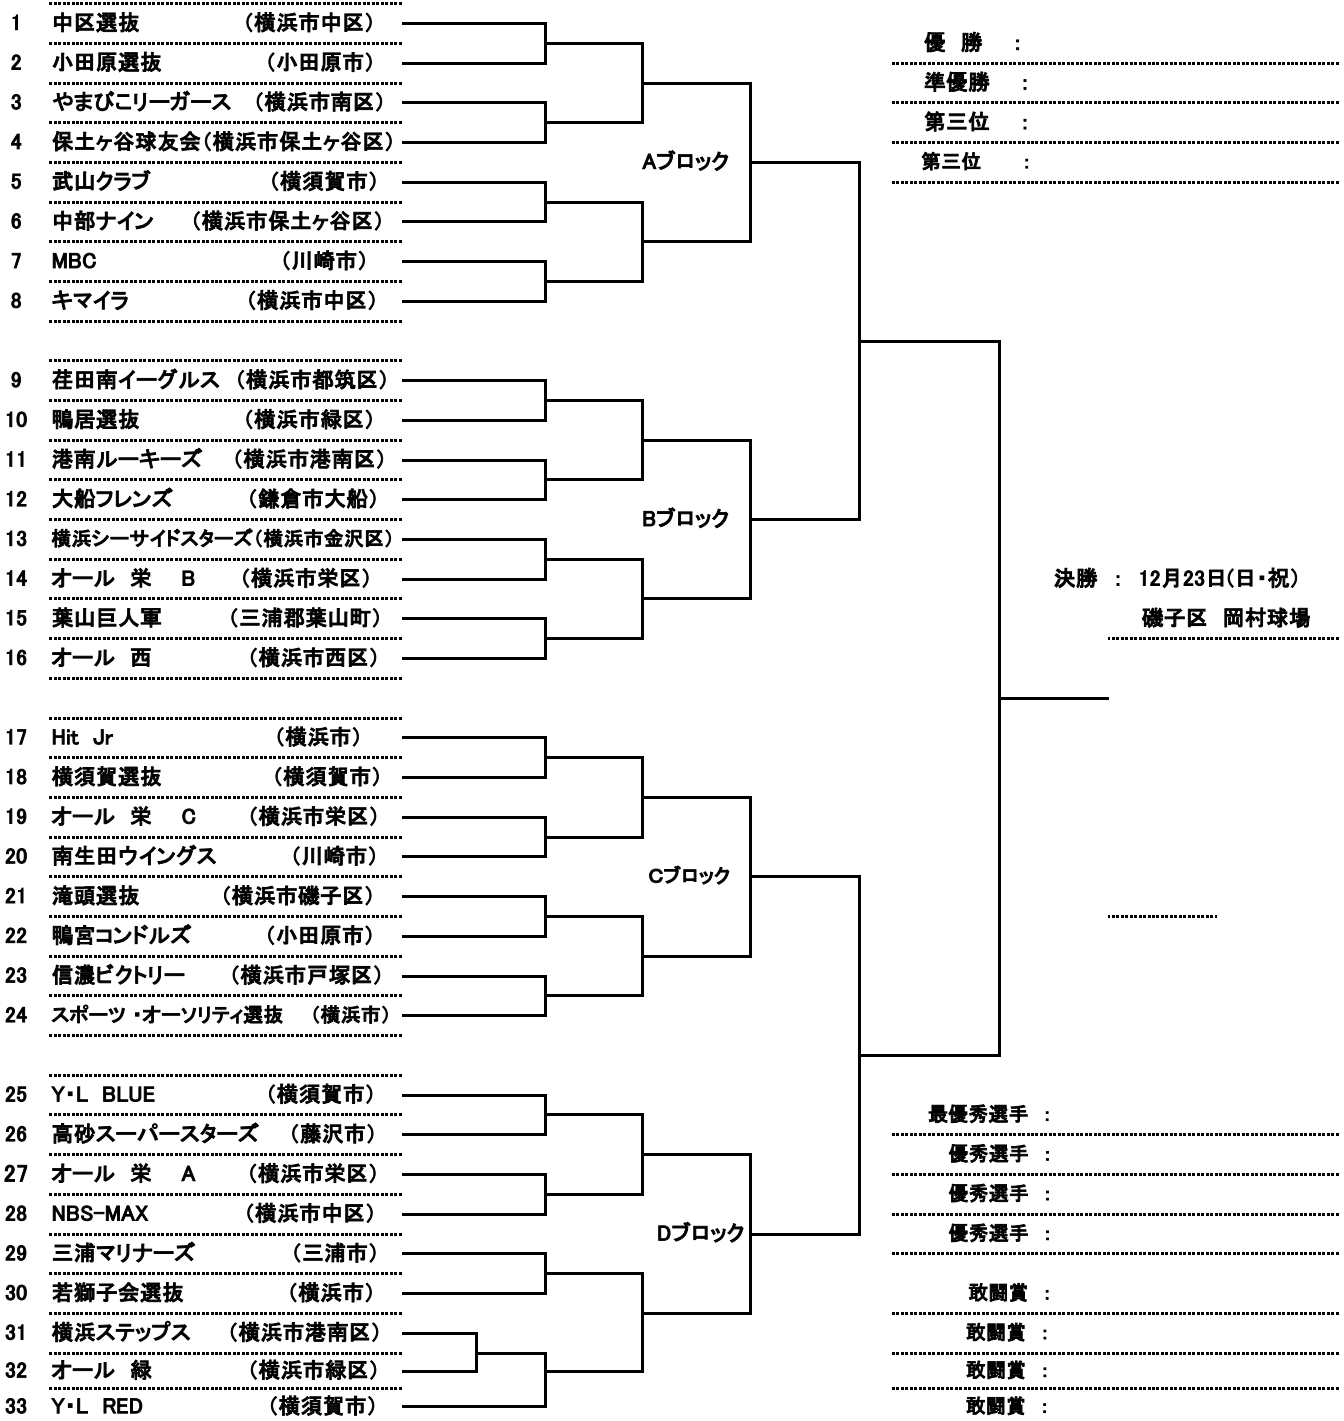 1 中区選抜 （横浜市中区）
2 小田原選抜 （小田原市）
3 やまびこリーガース （横浜市南区）
4 保土ヶ谷球友会（横浜市保土ヶ谷区）
5 武山クラブ （横須賀市）
6 中部ナイン （横浜市保土ヶ谷区）
7 MBC （川崎市）
8 キマイラ （横浜市中区）
Aブロック
9 荏田南イーグルス （横浜市都筑区）
10 鴨居選抜 （横浜市緑区）
11 港南ルーキーズ （横浜市港南区）
12 大船フレンズ （鎌倉市大船）
13 横浜シーサイドスターズ（横浜市金沢区）
14 オール 栄 B （横浜市栄区）
15 葉山巨人軍 （三浦郡葉山町）
16 オール 西 （横浜市西区）
Bブロック
17 Hit Jr （横浜市）
18 横須賀選抜 （横須賀市）
19 オール 栄 C （横浜市栄区）
20 南生田ウイングス （川崎市）
21 滝頭選抜 （横浜市磯子区）
22 鴨宮コンドルズ （小田原市）
23 信濃ビクトリー （横浜市戸塚区）
24 スポーツ・オーソリティ選抜 （横浜市）
Cブロック
25 Y・L BLUE （横須賀市）
26 高砂スーパースターズ （藤沢市）
27 オール 栄 A （横浜市栄区）
28 NBS-MAX （横浜市中区）
29 三浦マリナーズ （三浦市）
30 若獅子会選抜 （横浜市）
31 横浜ステップス （横浜市港南区）
32 オール 緑 （横浜市緑区）
33 Y・L RED （横須賀市）
Dブロック
優 勝 ：
準優勝 ：
第三位 ：
第三位 ：
決勝 ： 12月23日(日・祝)
磯子区 岡村球場
最優秀選手 ：
優秀選手 ：
優秀選手 ：
優秀選手 ：
敢闘賞 ：
敢闘賞 ：
敢闘賞 ：
敢闘賞 ：